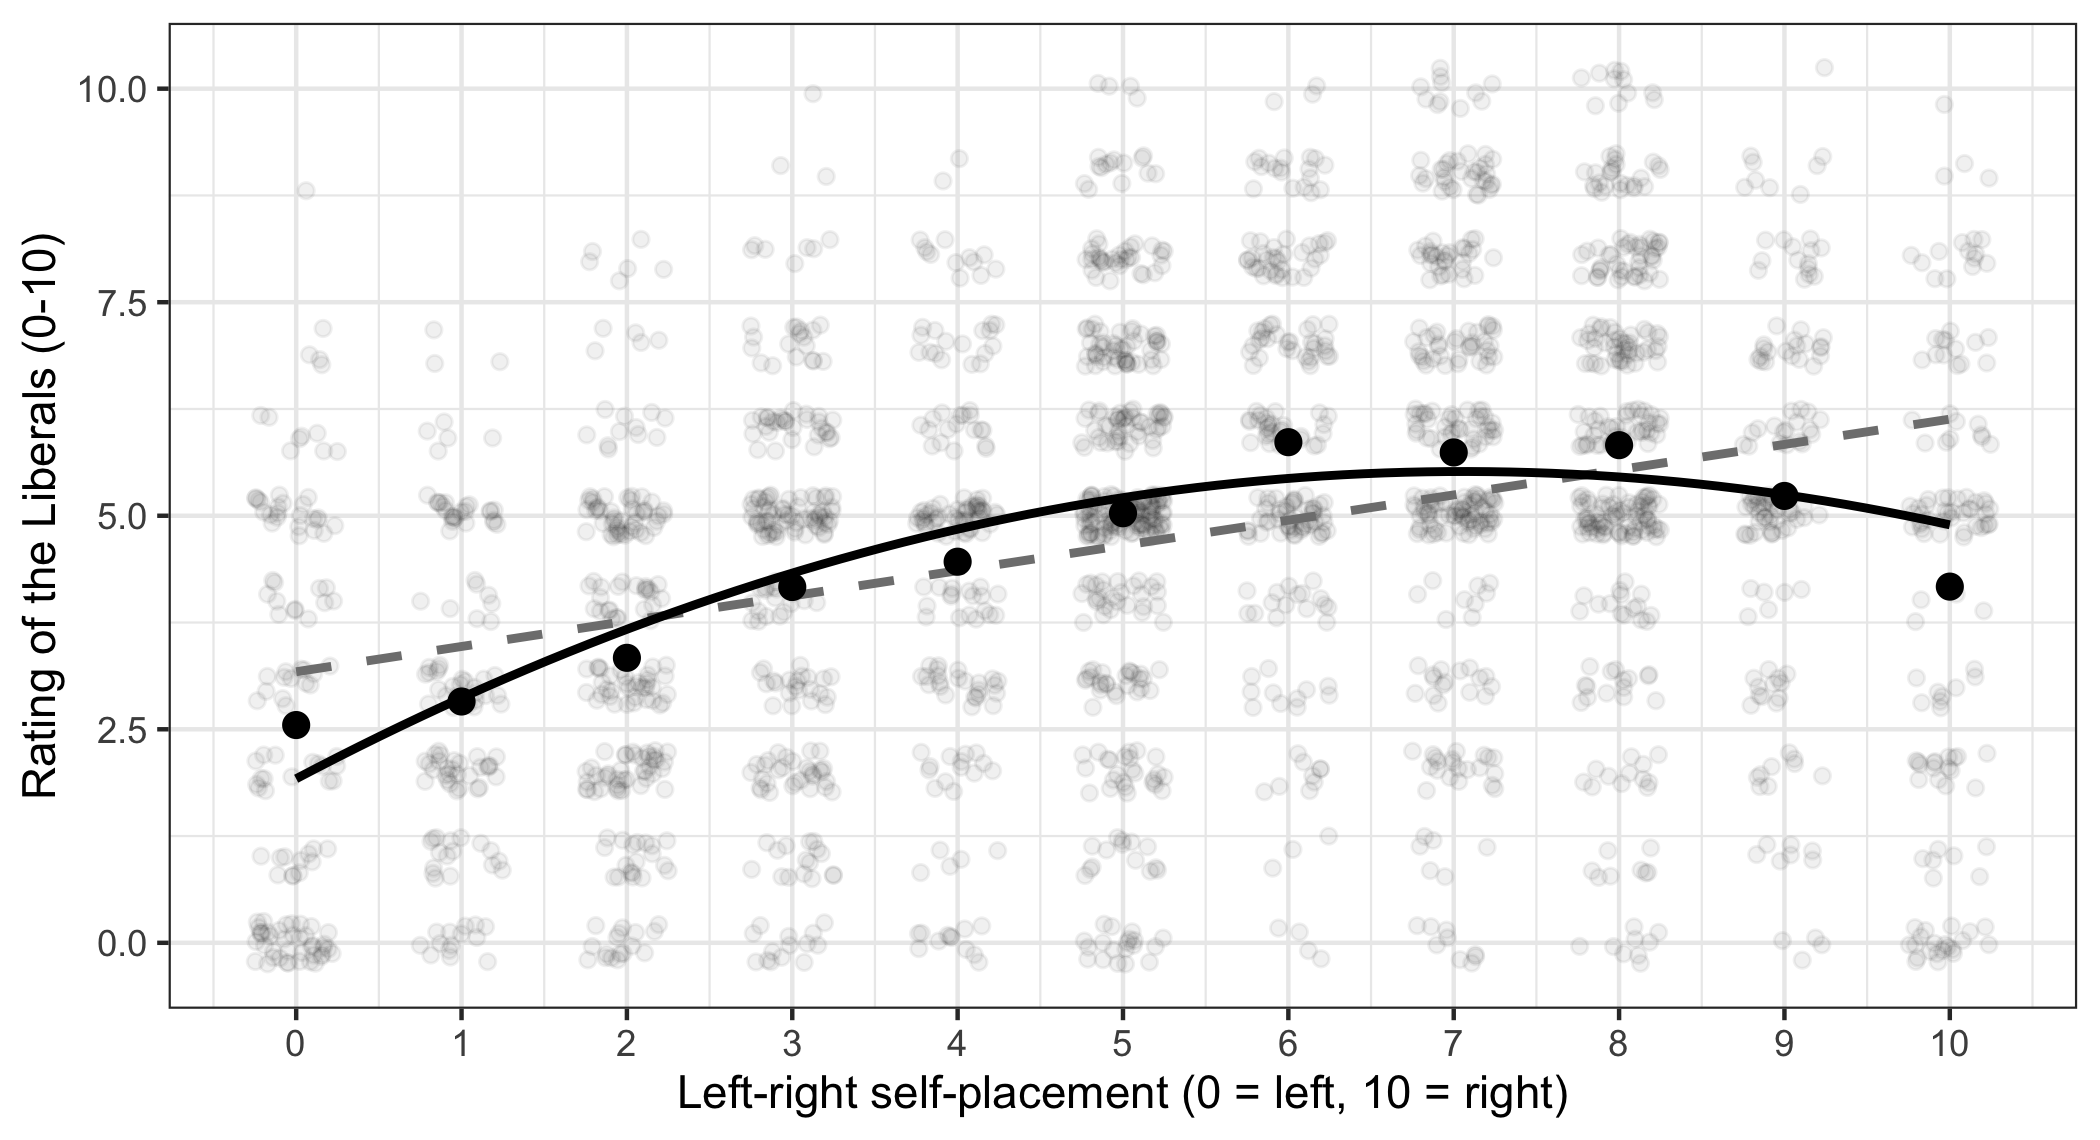 Rating of the Liberals (0-10)
10.0
7.5
5.0
2.5
0.0
0 1 2 3 4 5 6 7 8 9 10
Left-right self-placement (0 = left, 10 = right)